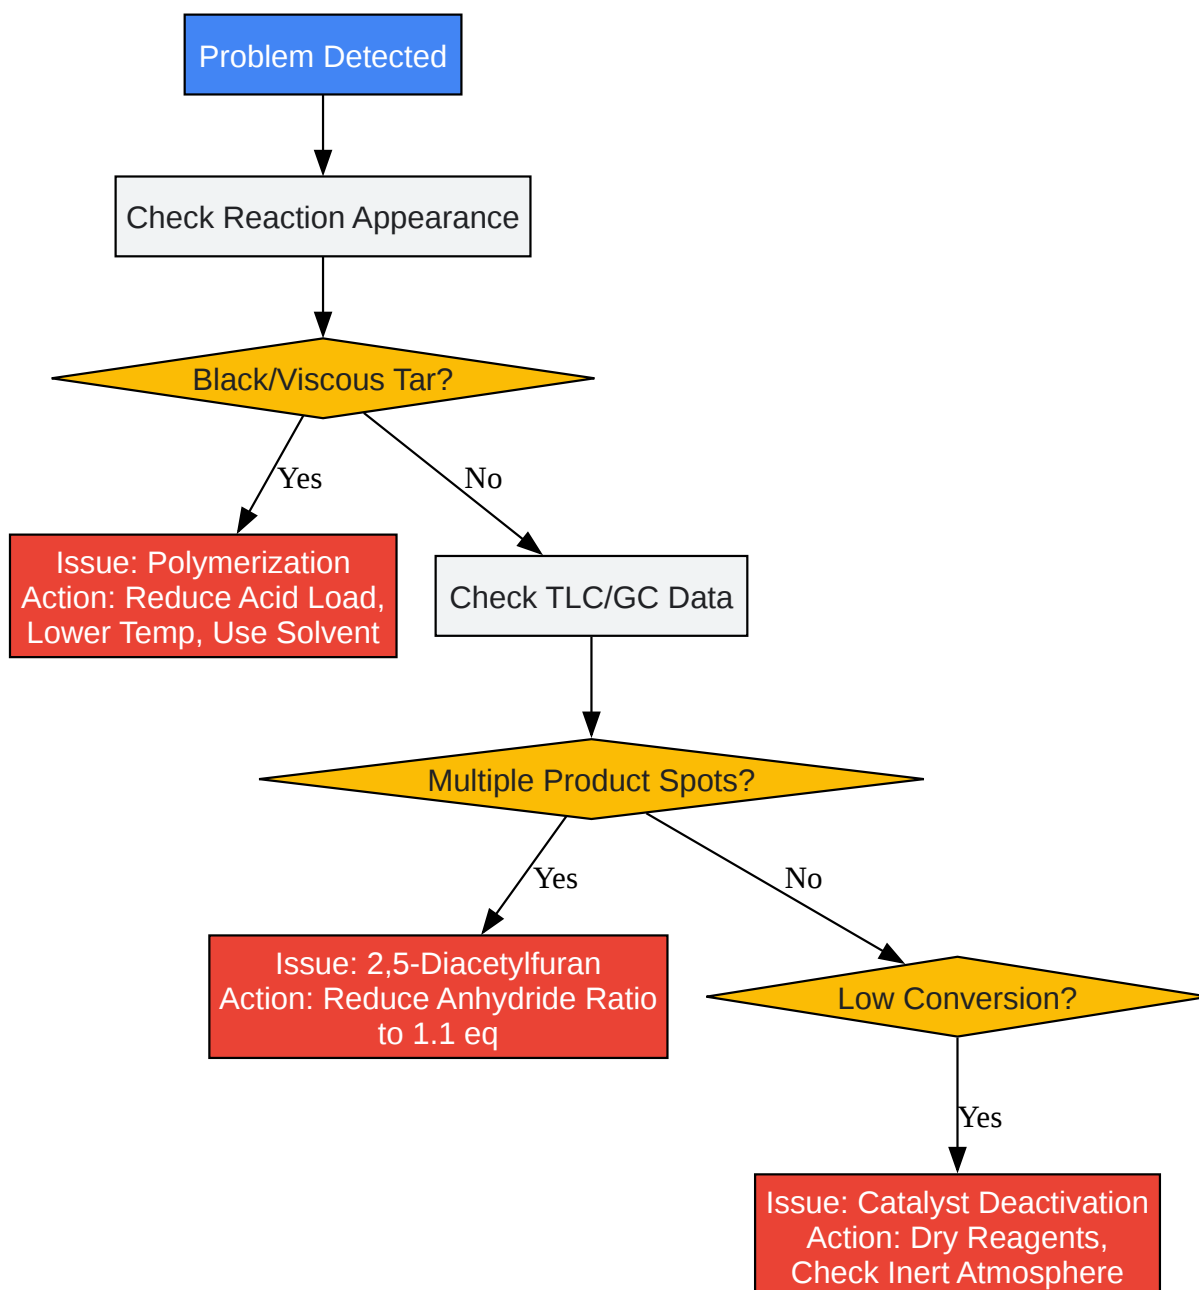 Problem Detected
Check Reaction Appearance
Black/Viscous Tar?
Yes
No
Issue: Polymerization
Action: Reduce Acid Load,
Lower Temp, Use Solvent
Check TLC/GC Data
Multiple Product Spots?
Yes
No
Issue: 2,5-Diacetylfuran
Action: Reduce Anhydride Ratio
to 1.1 eq
Low Conversion?
Yes
Issue: Catalyst Deactivation
Action: Dry Reagents,
Check Inert Atmosphere